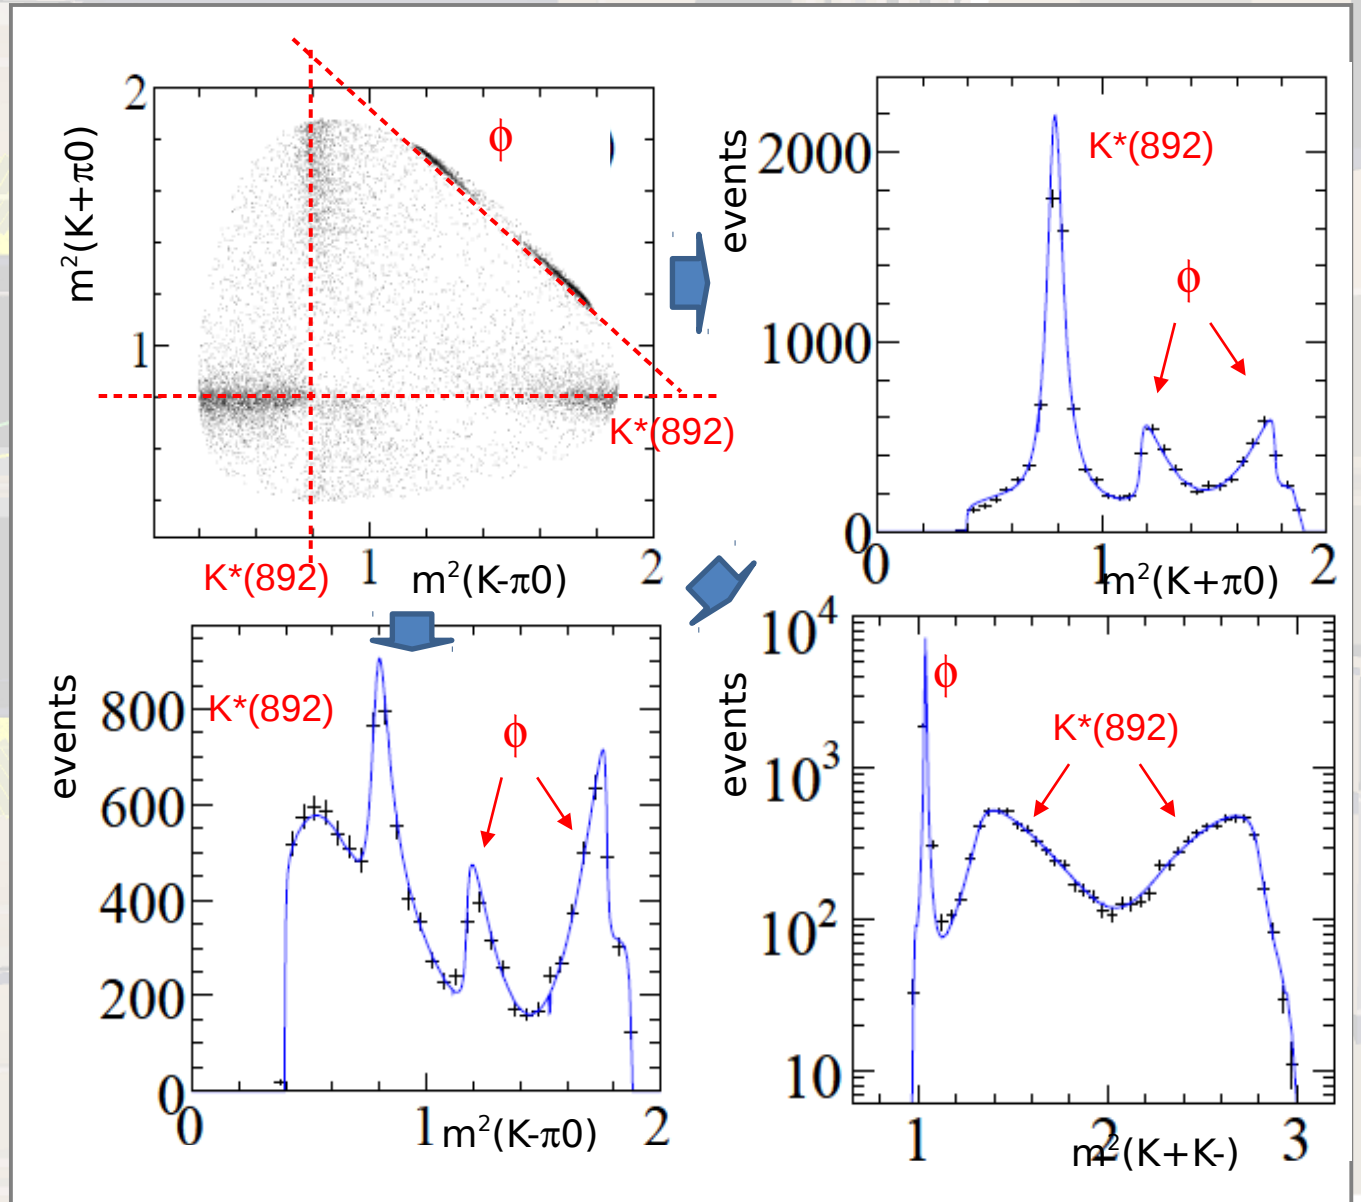 2
1
m²(K+π0)
ϕ
)
K*(892)
K*(892)
1
m²(K-π0)
2
events
2000
1000
0
K*(892)
ϕ
0
1
m²(K+π0)
2
events
800
600
400
200
0
K*(892)
ϕ
0
1
m²(K-π0)
2
events
10⁴
10³
10²
10
ϕ
K*(892)
1
2
m²(K+K-)
3